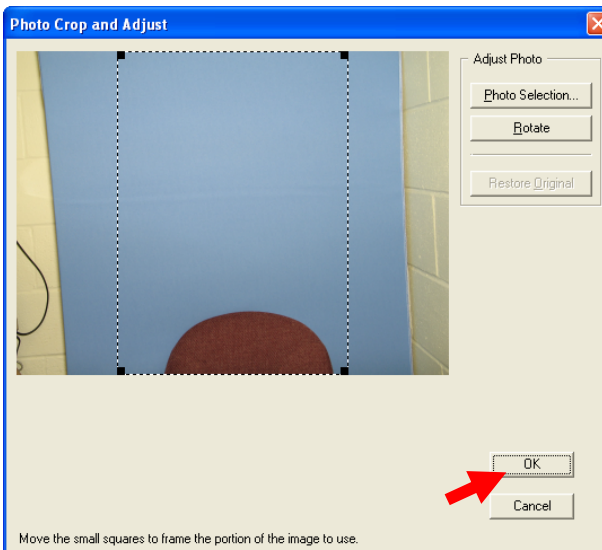 Photo Crop and Adjust
Adjust Photo
Photo Selection...
Rotate
Restore Original
OK
Cancel
Move the small squares to frame the portion of the image to use.